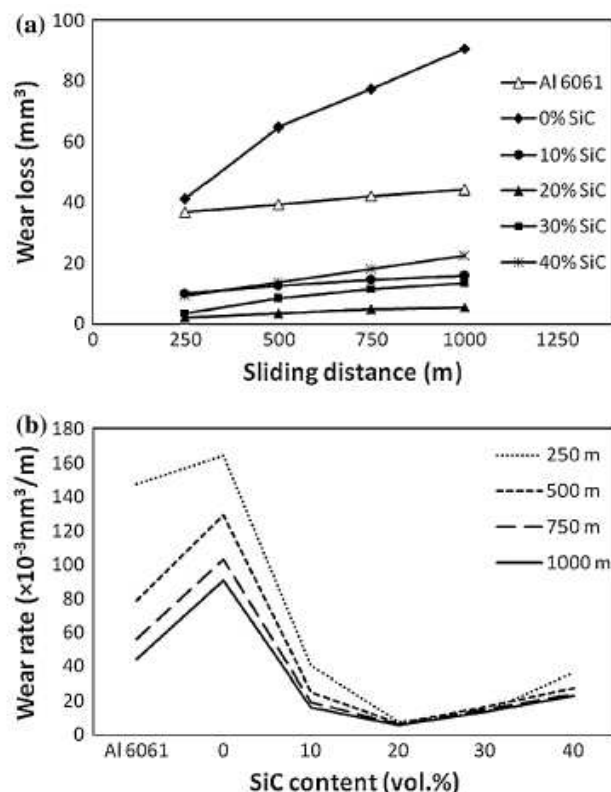 (a)
Wear loss (mm³)
100
80
60
40
20
0
0 250 500 750 1000 1250
Sliding distance (m)
Al 6061
0% SiC
10% SiC
20% SiC
30% SiC
40% SiC
(b)
Wear rate (×10⁻³mm³/m)
180
160
140
120
100
80
60
40
20
0
Al 6061 0 10 20 30 40
SiC content (vol.%)
250 m
500 m
750 m
1000 m